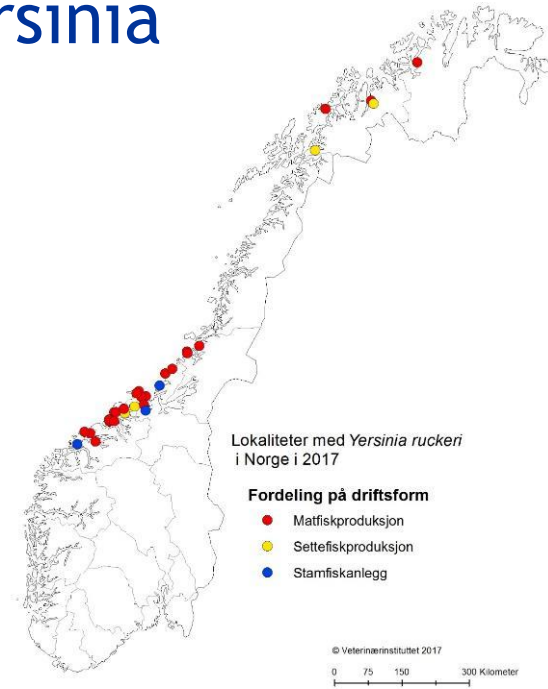 rsinia
Lokaliteter med Yersinia ruckeri
i Norge i 2017
Fordeling på driftsform
Matfiskproduksjon
Settefiskproduksjon
Stamfiskanlegg
© Veterinærinstituttet 2017
0 75 150 300 Kilometer